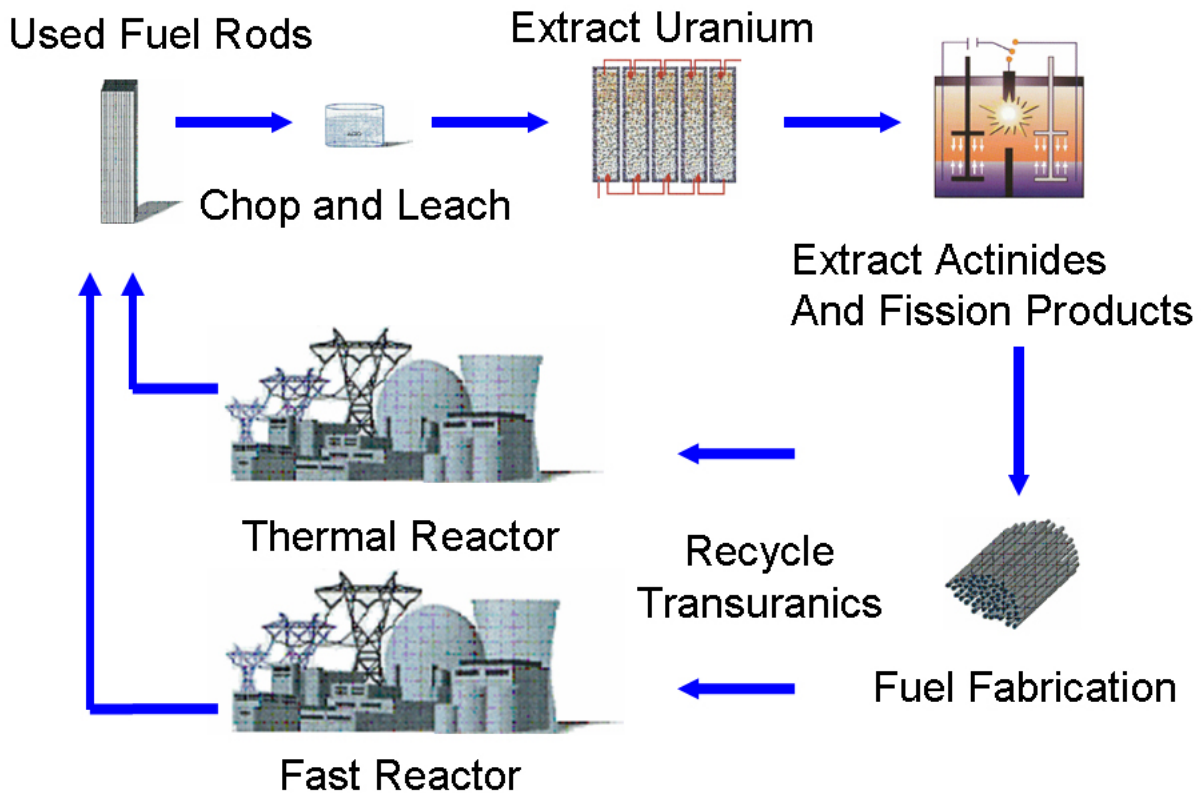 Used Fuel Rods
Extract Uranium
ACID
Chop and Leach
Extract Actinides
And Fission Products
Thermal Reactor
Recycle
Transuranics
Fuel Fabrication
Fast Reactor